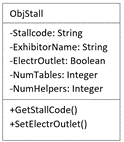 ObjStall
-Stallcode: String
-ExhibitorName: String
-ElectrOutlet: Boolean
-NumTables: Integer
-NumHelpers: Integer
+GetStallCode()
+SetElectrOutlet()